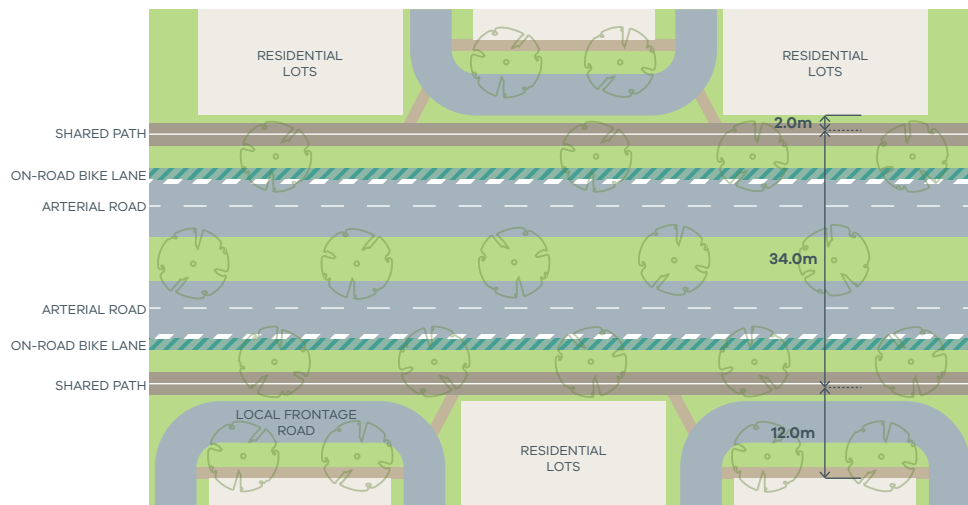 RESIDENTIAL
LOTS
RESIDENTIAL
LOTS
2.0m
SHARED PATH
ON-ROAD BIKE LANE
ARTERIAL ROAD
34.0m
ARTERIAL ROAD
ON-ROAD BIKE LANE
SHARED PATH
LOCAL FRONTAGE
ROAD
12.0m
RESIDENTIAL
LOTS